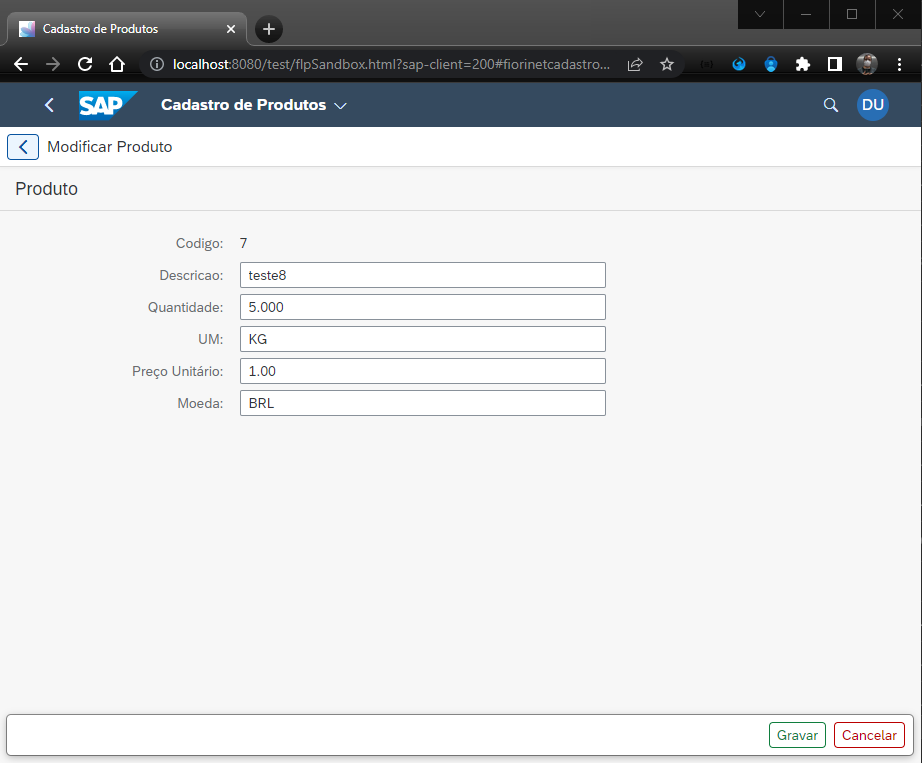 Cadastro de Produtos
localhost:8080/test/flpSandbox.html?sap-client=200#fiorinetcadastro...
SAP Cadastro de Produtos DU
Modificar Produto
Produto
Codigo: 7
Descricao: teste8
Quantidade: 5.000
UM: KG
Preço Unitário: 1.00
Moeda: BRL
Gravar Cancelar